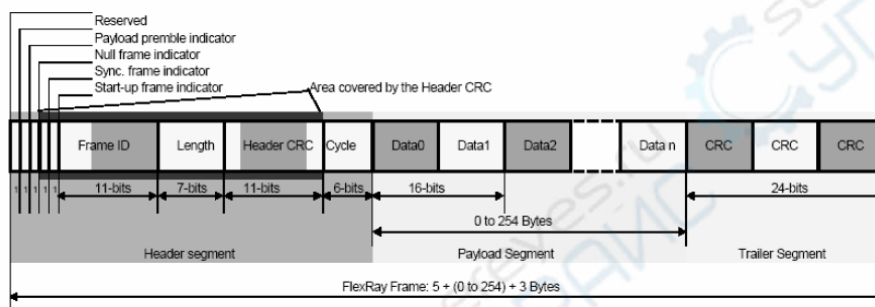 Reserved
Payload premble indicator
Null frame indicator
Sync. frame indicator
Start-up frame indicator
Area covered by the Header CRC
Frame ID Length Header CRC Cycle Data0 Data1 Data2 Data n CRC CRC CRC
1 1 1 1 1 11-bits 7-bits 11-bits 6-bits 16-bits 24-bits
0 to 254 Bytes
Header segment Payload Segment Trailer Segment
FlexRay Frame: 5 + (0 to 254) + 3 Bytes